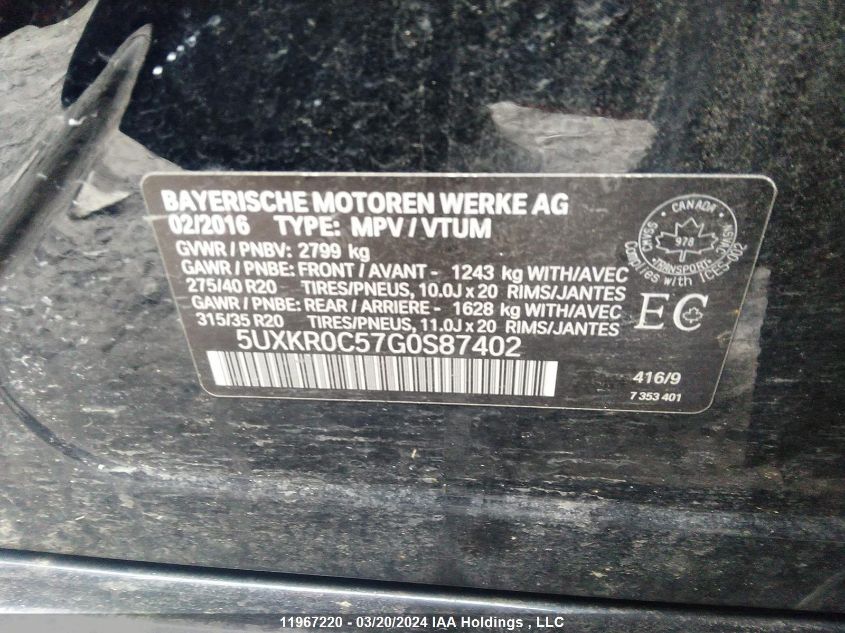 BAYERISCHE MOTOREN WERKE AG
02/2016 TYPE: MPV / VTUM
GVWR / PNBV: 2799 kg
GAWR / PNBE: FRONT / AVANT - 1243 kg WITH/AVEC
275/40 R20 TIRES/PNEUS, 10.0J x 20 RIMS/JANTES
GAWR / PNBE: REAR / ARRIERE - 1628 kg WITH/AVEC
315/35 R20 TIRES/PNEUS, 11.0J x 20 RIMS/JANTES
5UXKR0C57G0S87402
CANADA
CMVSS NSVAC
978
TRANSPORT
Complies with ICES-002
EC
416/9
7 353 401
11967220 - 03/20/2024 IAA Holdings , LLC